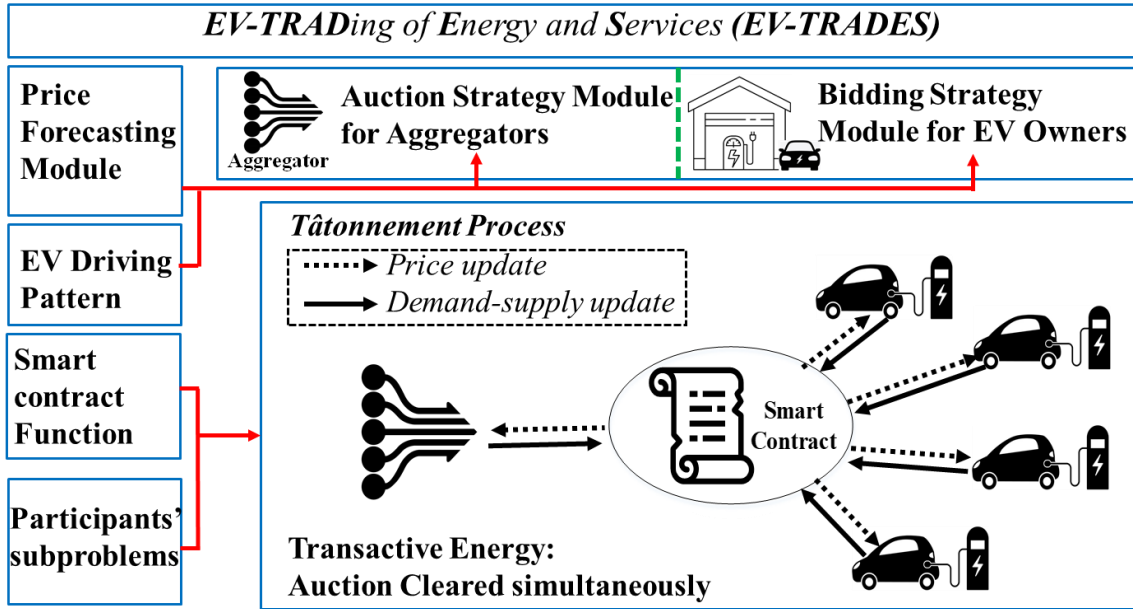 EV-TRADing of Energy and Services (EV-TRADES)
Price
Forecasting
Module
Aggregator
Auction Strategy Module
for Aggregators
Bidding Strategy
Module for EV Owners
EV Driving
Pattern
Smart
contract
Function
Participants’
subproblems
Tâtonnement Process
Price update
Demand-supply update
Smart
Contract
Transactive Energy:
Auction Cleared simultaneously